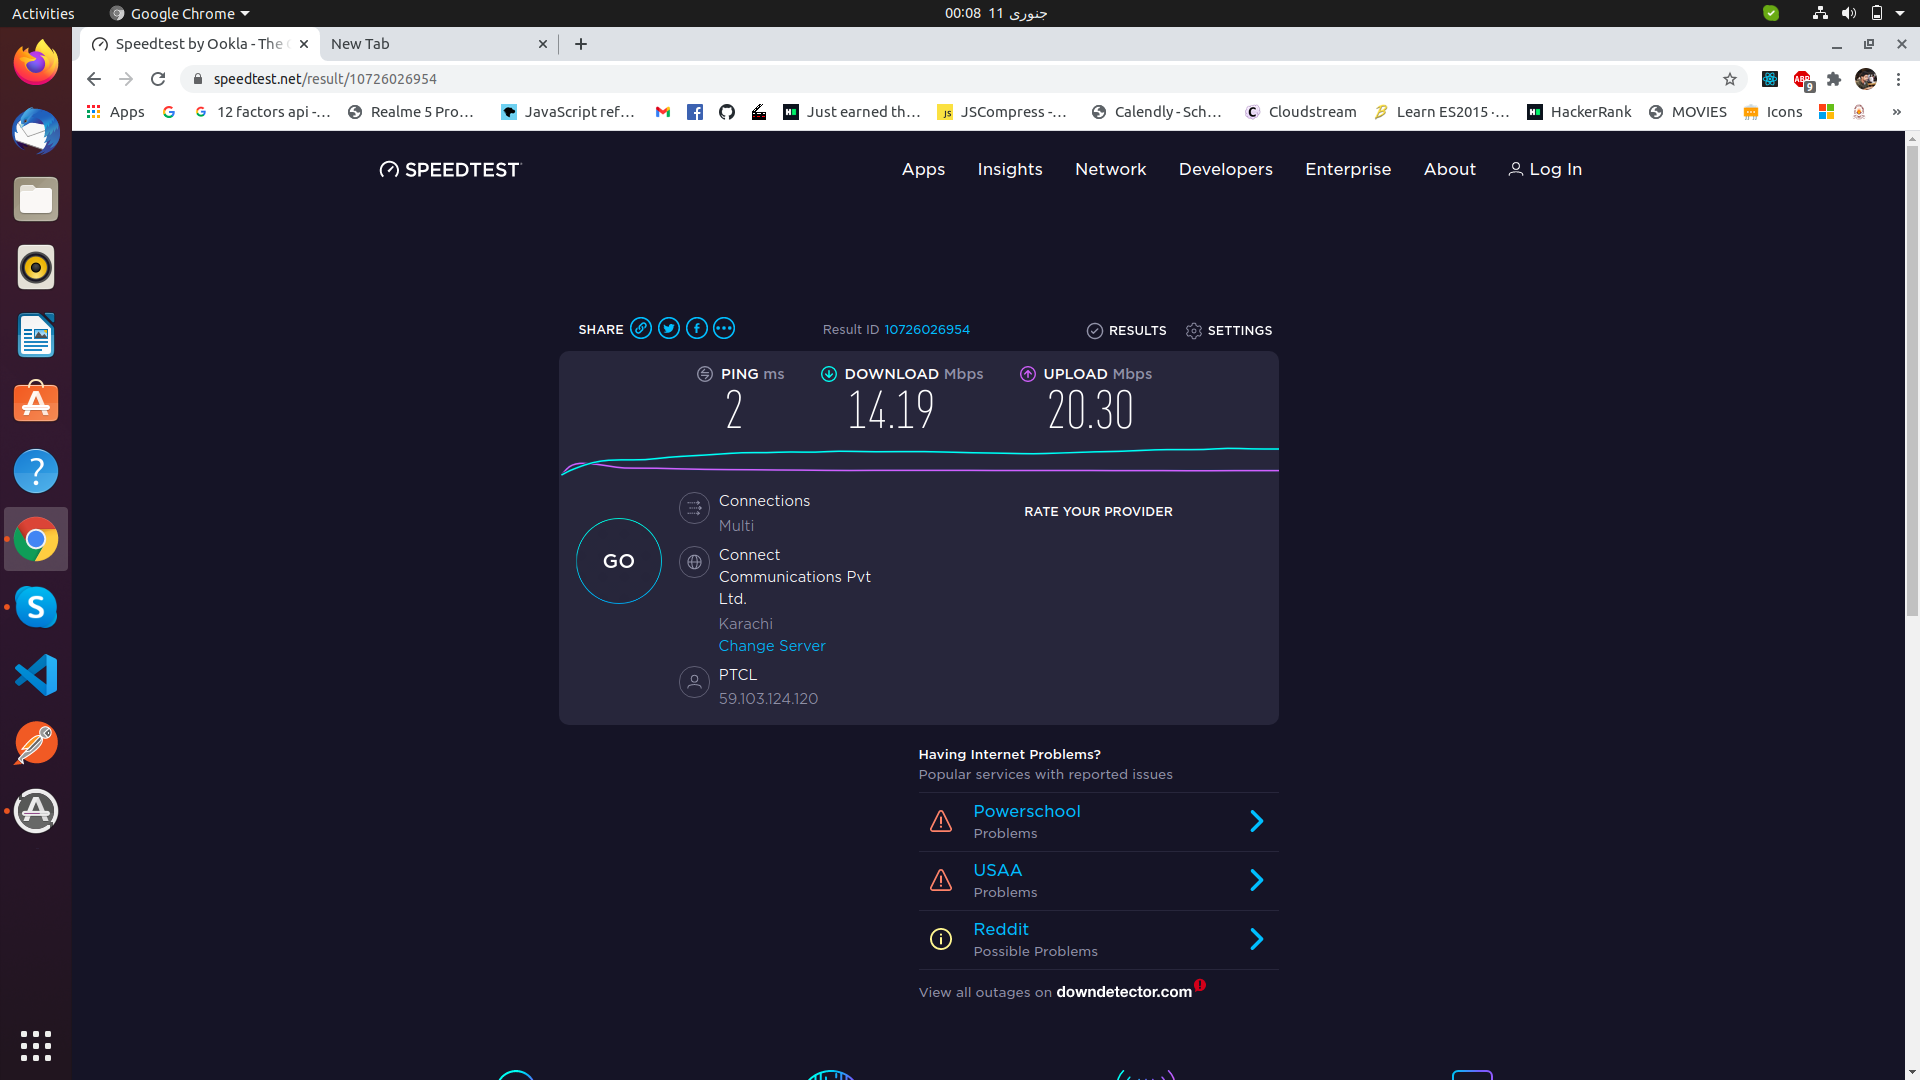 Activities
Google Chrome
00:08 11 جنوری
Speedtest by Ookla - The
New Tab
speedtest.net/result/10726026954
ABP
9
Apps
12 factors api -...
Realme 5 Pro...
JavaScript ref...
Just earned th...
JSCompress -...
Calendly - Sch...
Cloudstream
Learn ES2015 ·...
HackerRank
MOVIES
Icons
»
SPEEDTEST
Apps
Insights
Network
Developers
Enterprise
About
Log In
SHARE
Result ID 10726026954
RESULTS
SETTINGS
PING ms
2
DOWNLOAD Mbps
14.19
UPLOAD Mbps
20.30
GO
Connections
Multi
Connect
Communications Pvt
Ltd.
Karachi
Change Server
PTCL
59.103.124.120
RATE YOUR PROVIDER
Having Internet Problems?
Popular services with reported issues
Powerschool
Problems
USAA
Problems
Reddit
Possible Problems
View all outages on downdetector.com